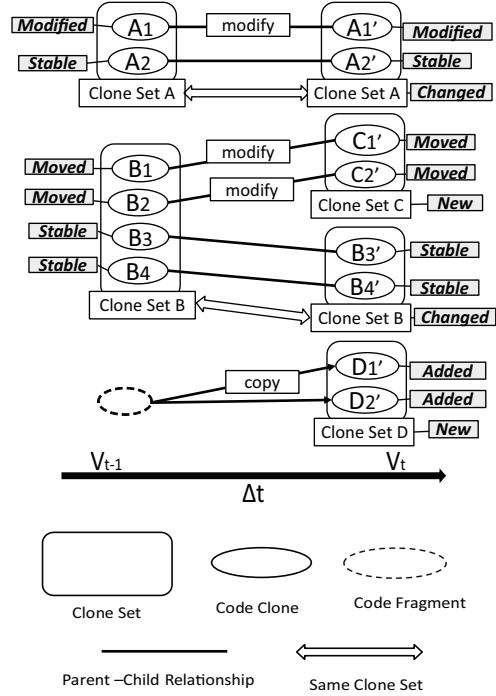 Modified A1 modify A1' Modified
Stable A2 A2' Stable
Clone Set A Clone Set A Changed
C1' Moved
Moved B1 modify
C2' Moved
Moved B2 modify
Clone Set C New
Stable B3
B3' Stable
Stable B4
B4' Stable
Clone Set B Clone Set B Changed
D1' Added
copy
D2' Added
Clone Set D New
Vt-1 Vt
Δt
Clone Set Code Clone Code Fragment
Parent –Child Relationship Same Clone Set